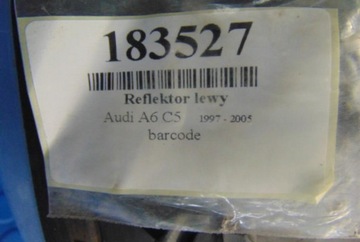 183527
Reflektor lewy
Audi A6 C5 1997 - 2005
barcode